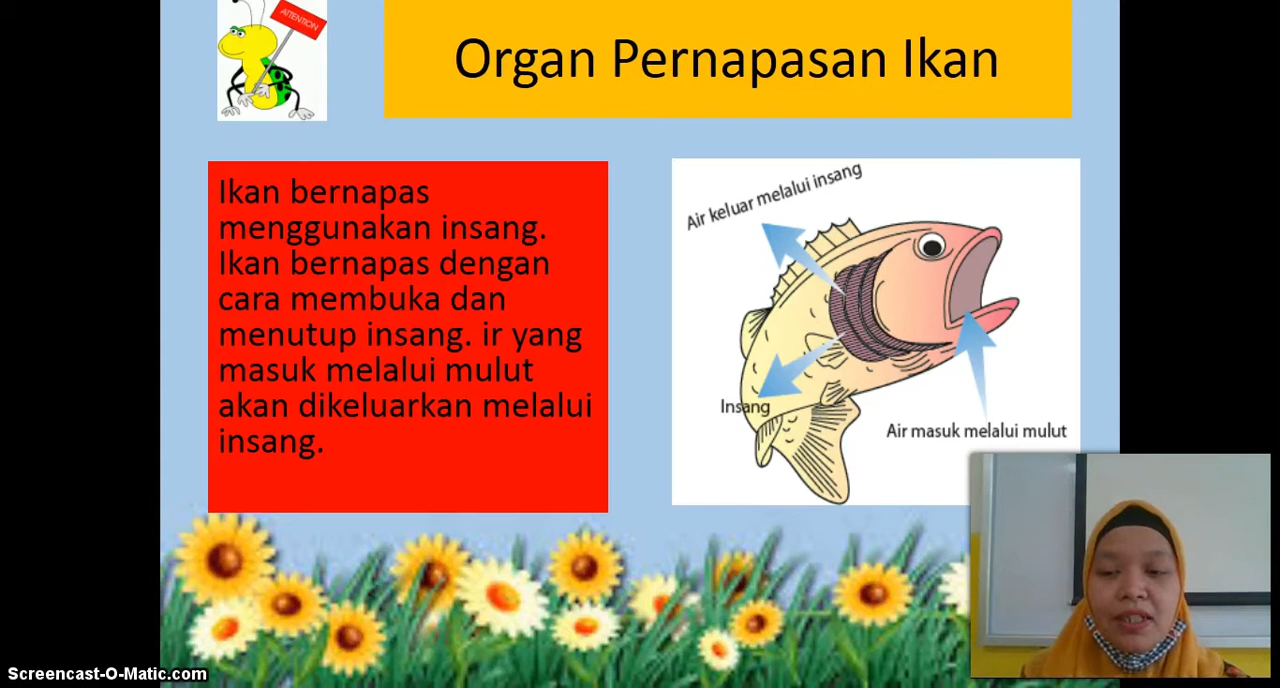 ATTENTION
Organ Pernapasan Ikan
Ikan bernapas
menggunakan insang.
Ikan bernapas dengan
cara membuka dan
menutup insang. ir yang
masuk melalui mulut
akan dikeluarkan melalui
insang.
Air keluar melalui insang
Insang
Air masuk melalui mulut
Screencast-O-Matic.com